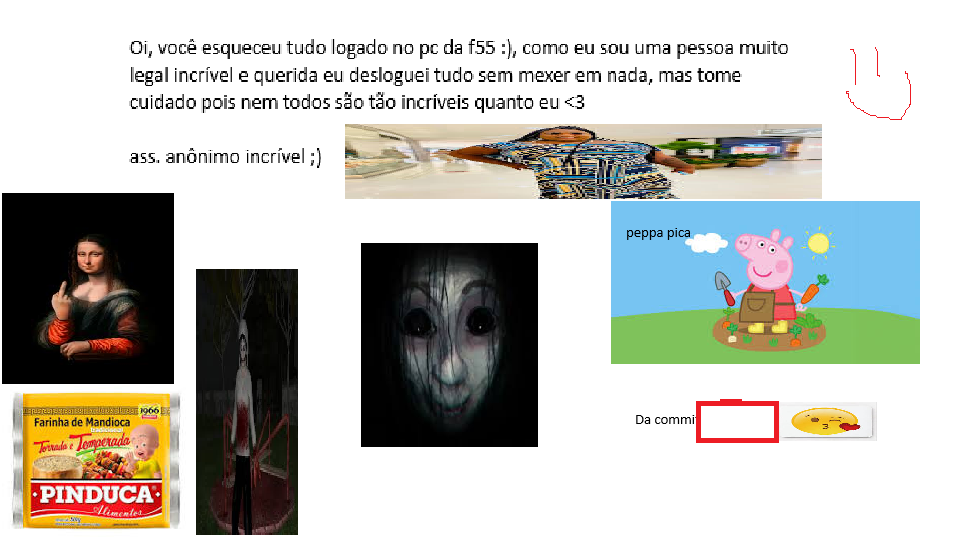 Oi, você esqueceu tudo logado no pc da f55 :), como eu sou uma pessoa muito
legal incrível e querida eu desloguei tudo sem mexer em nada, mas tome
cuidado pois nem todos são tão incríveis quanto eu <3
ass. anônimo incrível ;)
peppa pica
1966
Farinha de Mandioca
Torrada e Temperada
PINDUCA
Alimentos
Da commi